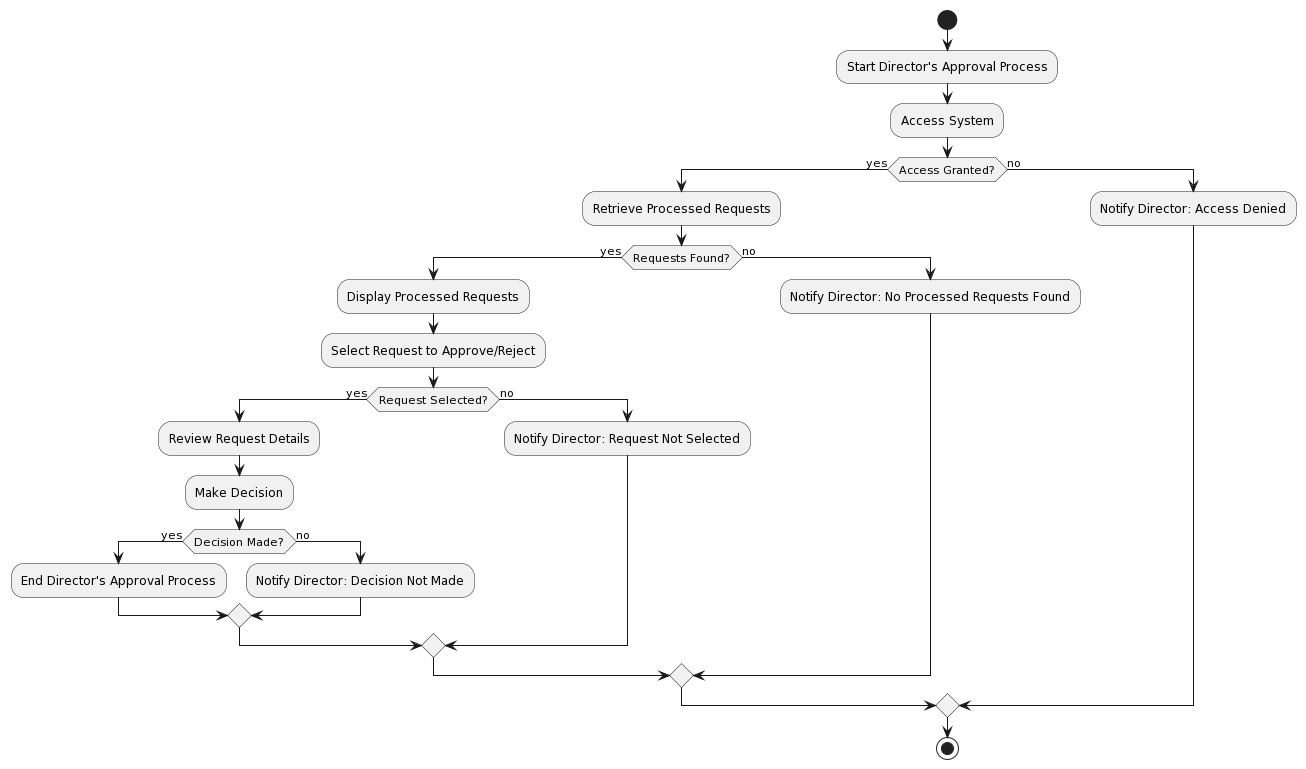 Start Director's Approval Process
Access System
yes
Access Granted?
no
Retrieve Processed Requests
Notify Director: Access Denied
yes
Requests Found?
no
Display Processed Requests
Notify Director: No Processed Requests Found
Select Request to Approve/Reject
yes
Request Selected?
no
Review Request Details
Notify Director: Request Not Selected
Make Decision
yes
Decision Made?
no
End Director's Approval Process
Notify Director: Decision Not Made